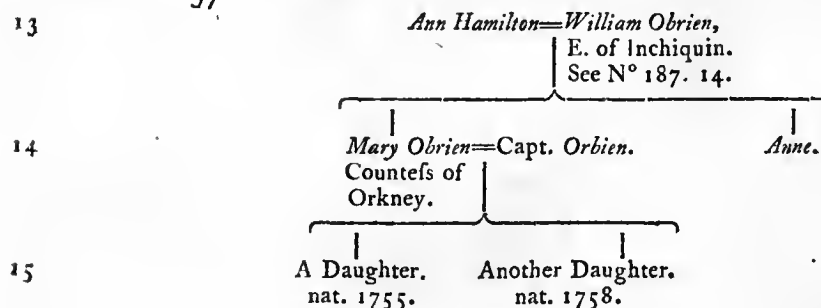 13 Ann Hamilton=William Obrien,
E. of Inchiquin.
See N° 187. 14.
14 Mary Obrien=Capt. Orbien. Anne.
Counteſs of
Orkney.
15 A Daughter. Another Daughter.
nat. 1755. nat. 1758.